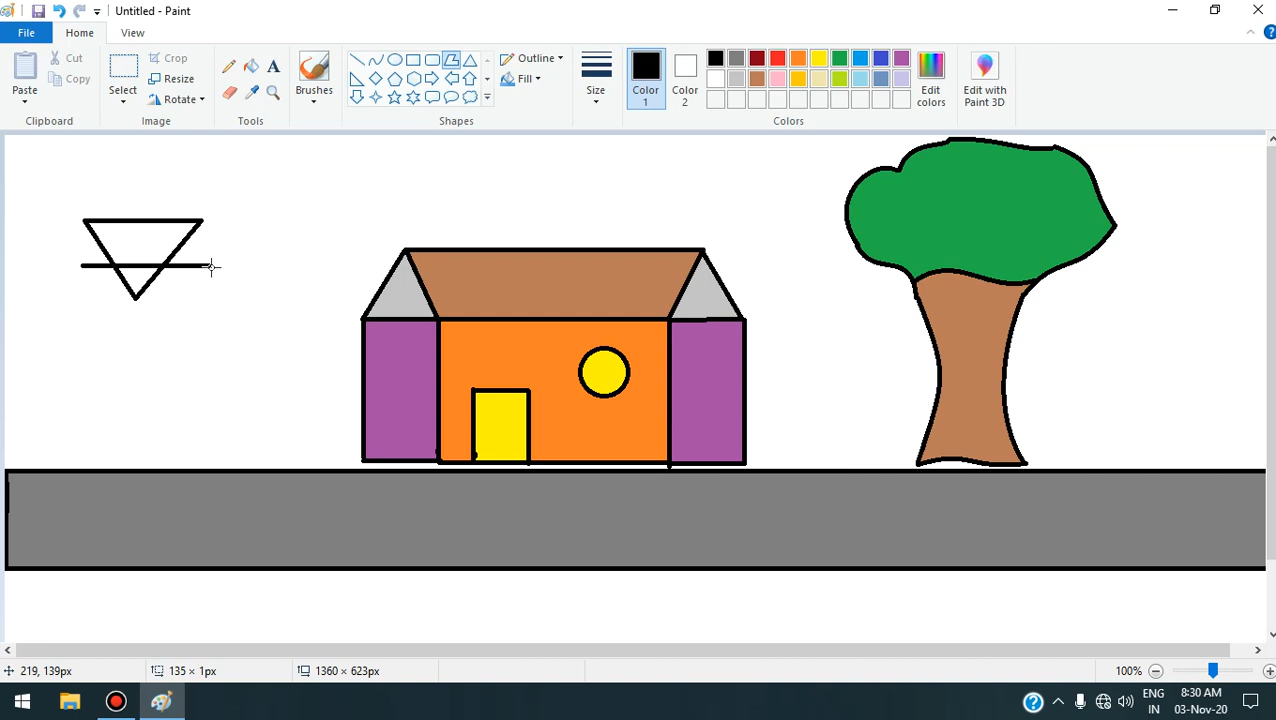 Untitled - Paint
File Home View
Paste
Cut
Copy
Clipboard
Select
Crop
Resize
Rotate
Image
Tools
Brushes
Outline
Fill
Shapes
Size
Color 1
Color 2
Edit colors
Colors
Edit with Paint 3D
219, 139px
135 × 1px
1360 × 623px
100%
ENG
IN
8:30 AM
03-Nov-20